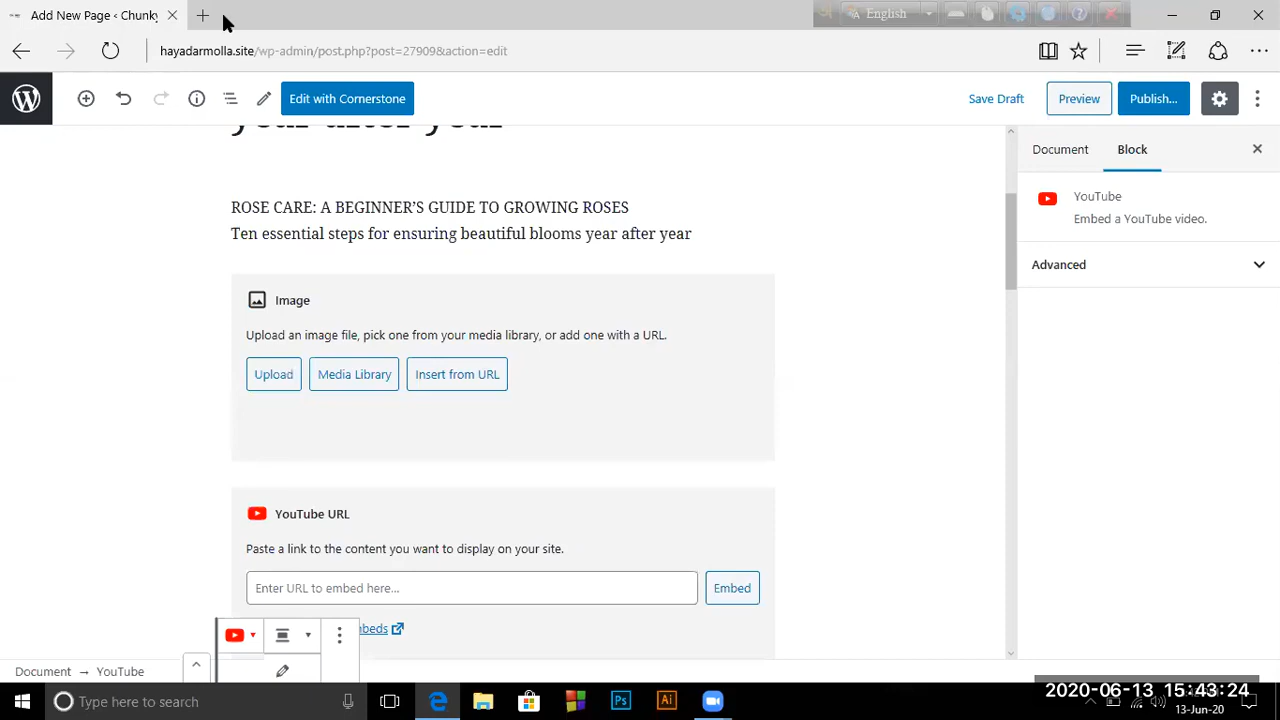 Add New Page ‹ Chunky
English
hayadarmolla.site/wp-admin/post.php?post=27909&action=edit
Edit with Cornerstone
Save Draft
Preview
Publish...
year after year
Document
Block
ROSE CARE: A BEGINNER'S GUIDE TO GROWING ROSES
Ten essential steps for ensuring beautiful blooms year after year
YouTube
Embed a YouTube video.
Advanced
Image
Upload an image file, pick one from your media library, or add one with a URL.
Upload
Media Library
Insert from URL
YouTube URL
Paste a link to the content you want to display on your site.
Enter URL to embed here...
Embed
beds
Document → YouTube
Type here to search
2020-06-13 15:43:24
13-Jun-20